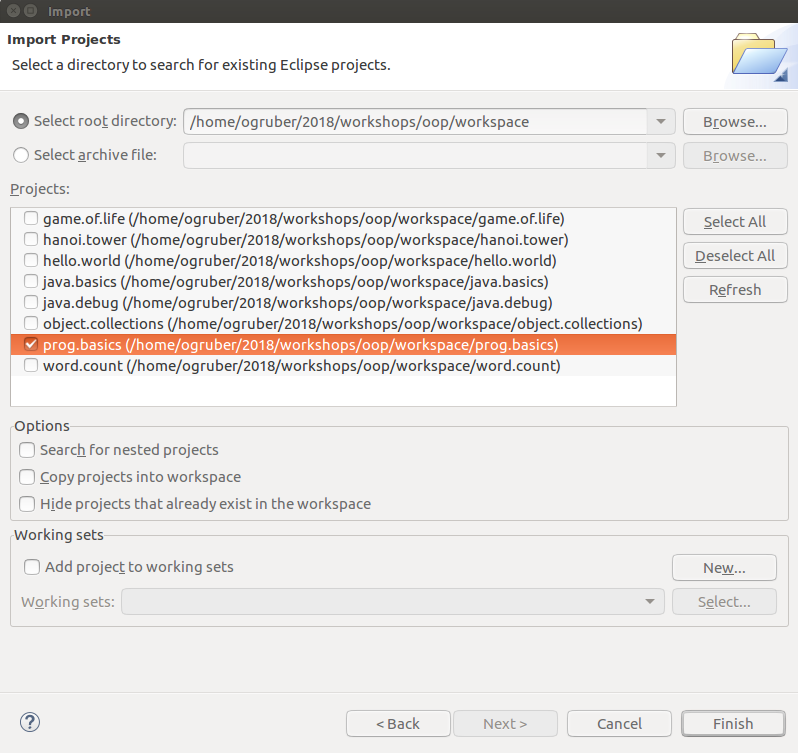 Import
Import Projects
Select a directory to search for existing Eclipse projects.
Select root directory: /home/ogruber/2018/workshops/oop/workspace Browse...
Select archive file: Browse...
Projects:
game.of.life (/home/ogruber/2018/workshops/oop/workspace/game.of.life)
hanoi.tower (/home/ogruber/2018/workshops/oop/workspace/hanoi.tower)
hello.world (/home/ogruber/2018/workshops/oop/workspace/hello.world)
java.basics (/home/ogruber/2018/workshops/oop/workspace/java.basics)
java.debug (/home/ogruber/2018/workshops/oop/workspace/java.debug)
object.collections (/home/ogruber/2018/workshops/oop/workspace/object.collections)
prog.basics (/home/ogruber/2018/workshops/oop/workspace/prog.basics)
word.count (/home/ogruber/2018/workshops/oop/workspace/word.count)
Select All
Deselect All
Refresh
Options
Search for nested projects
Copy projects into workspace
Hide projects that already exist in the workspace
Working sets
Add project to working sets New...
Working sets: Select...
? < Back Next > Cancel Finish